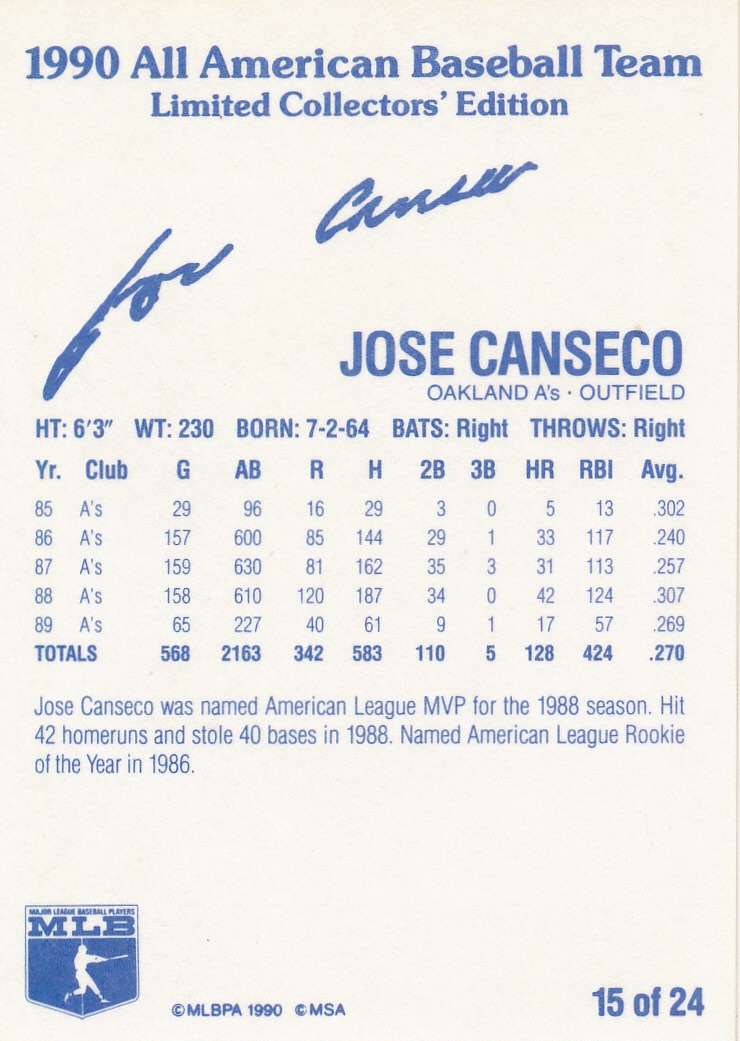 1990 All American Baseball Team
Limited Collectors' Edition
Jose Canseco
JOSE CANSECO
OAKLAND A's · OUTFIELD
HT: 6'3" WT: 230 BORN: 7-2-64 BATS: Right THROWS: Right
Yr. Club G AB R H 2B 3B HR RBI Avg.
85 A's 29 96 16 29 3 0 5 13 .302
86 A's 157 600 85 144 29 1 33 117 .240
87 A's 159 630 81 162 35 3 31 113 .257
88 A's 158 610 120 187 34 0 42 124 .307
89 A's 65 227 40 61 9 1 17 57 .269
TOTALS 568 2163 342 583 110 5 128 424 .270
Jose Canseco was named American League MVP for the 1988 season. Hit
42 homeruns and stole 40 bases in 1988. Named American League Rookie
of the Year in 1986.
MAJOR LEAGUE BASEBALL PLAYERS
MLB
©MLBPA 1990 ©MSA
15 of 24